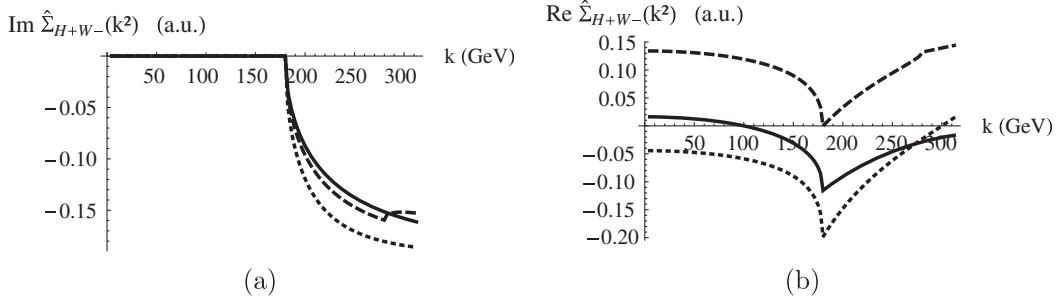 Im Σ̂H+W−(k²) (a.u.)
k (GeV)
50 100 150 200 250 300
−0.05
−0.10
−0.15
(a)
Re Σ̂H+W−(k²) (a.u.)
0.15
0.10
0.05
k (GeV)
50 100 150 200 250 300
−0.05
−0.10
−0.15
−0.20
(b)